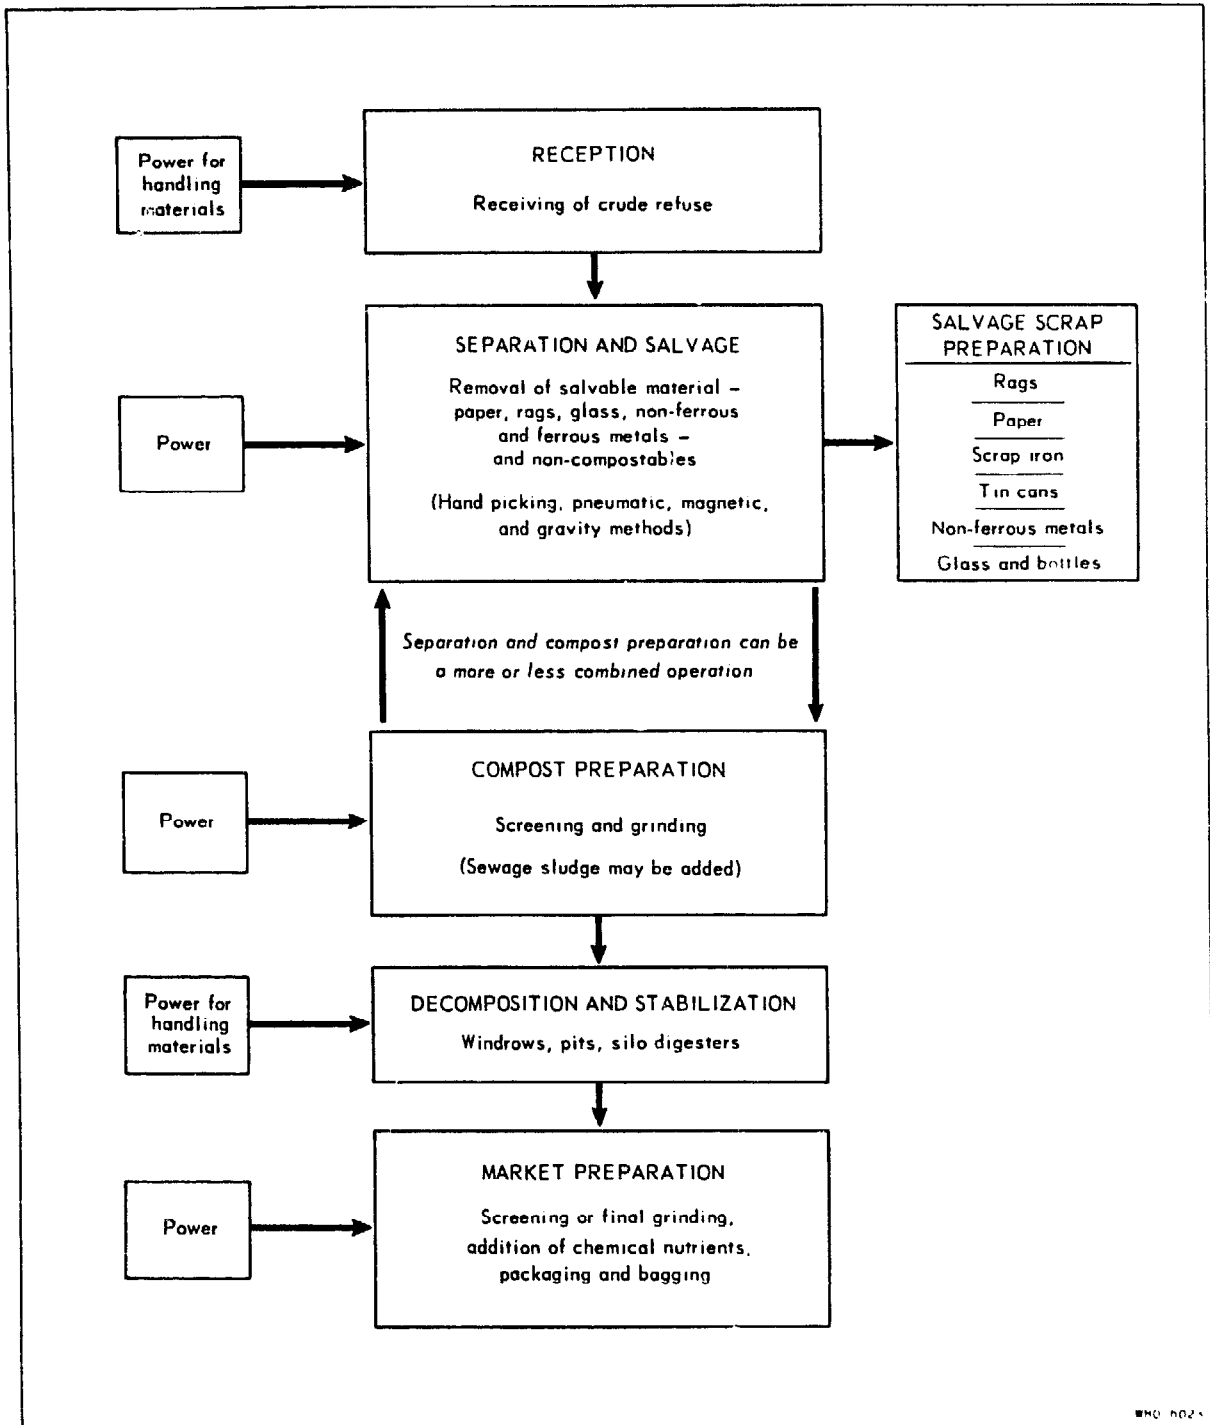 Power for
handling
materials
RECEPTION
Receiving of crude refuse
Power
SEPARATION AND SALVAGE
Removal of salvable material –
paper, rags, glass, non-ferrous
and ferrous metals –
and non-compostables
(Hand picking, pneumatic, magnetic,
and gravity methods)
SALVAGE SCRAP
PREPARATION
Rags
Paper
Scrap iron
Tin cans
Non-ferrous metals
Glass and bottles
Separation and compost preparation can be
a more or less combined operation
Power
COMPOST PREPARATION
Screening and grinding
(Sewage sludge may be added)
Power for
handling
materials
DECOMPOSITION AND STABILIZATION
Windrows, pits, silo digesters
Power
MARKET PREPARATION
Screening or final grinding,
addition of chemical nutrients,
packaging and bagging
WHO